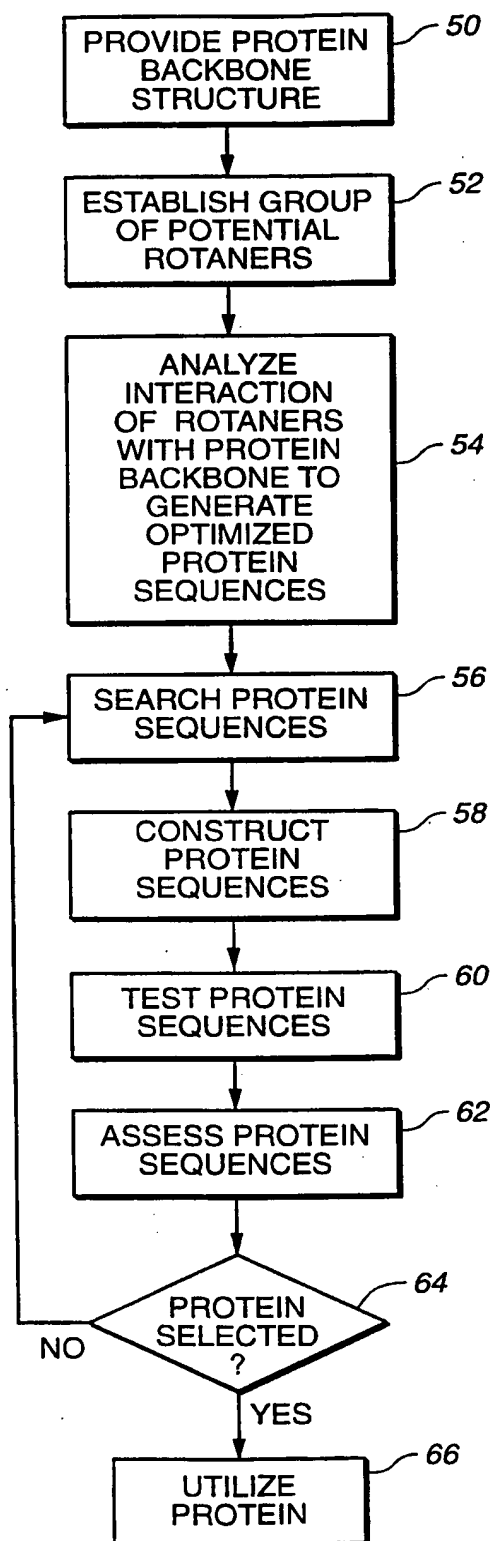 PROVIDE PROTEIN
BACKBONE
STRUCTURE
50
ESTABLISH GROUP
OF POTENTIAL
ROTANERS
52
ANALYZE
INTERACTION
OF ROTANERS
WITH PROTEIN
BACKBONE TO
GENERATE
OPTIMIZED
PROTEIN
SEQUENCES
54
SEARCH PROTEIN
SEQUENCES
56
CONSTRUCT
PROTEIN
SEQUENCES
58
TEST PROTEIN
SEQUENCES
60
ASSESS PROTEIN
SEQUENCES
62
PROTEIN
SELECTED
?
64
NO
YES
UTILIZE
PROTEIN
66